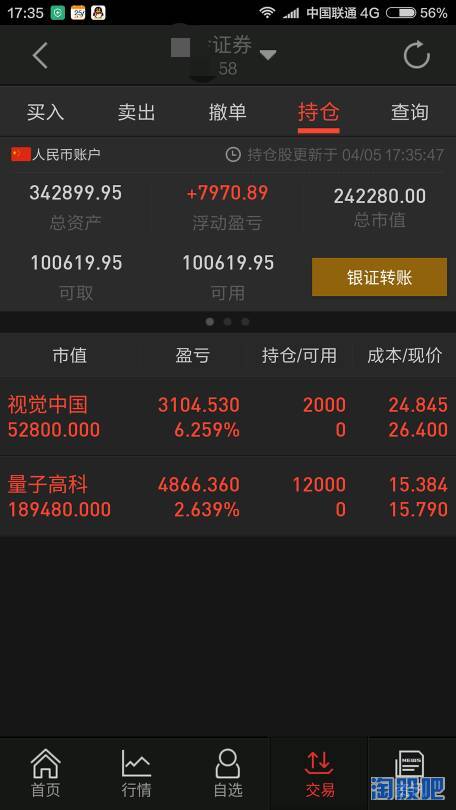 17:35 25 中国联通 4G 56%
证券
58
买入 卖出 撤单 持仓 查询
人民币账户 持仓股更新于 04/05 17:35:47
342899.95 +7970.89 242280.00
总资产 浮动盈亏 总市值
100619.95 100619.95 银证转账
可取 可用
市值 盈亏 持仓/可用 成本/现价
视觉中国 3104.530 2000 24.845
52800.000 6.259% 0 26.400
量子高科 4866.360 12000 15.384
189480.000 2.639% 0 15.790
NEWS
首页 行情 自选 交易
淘股吧